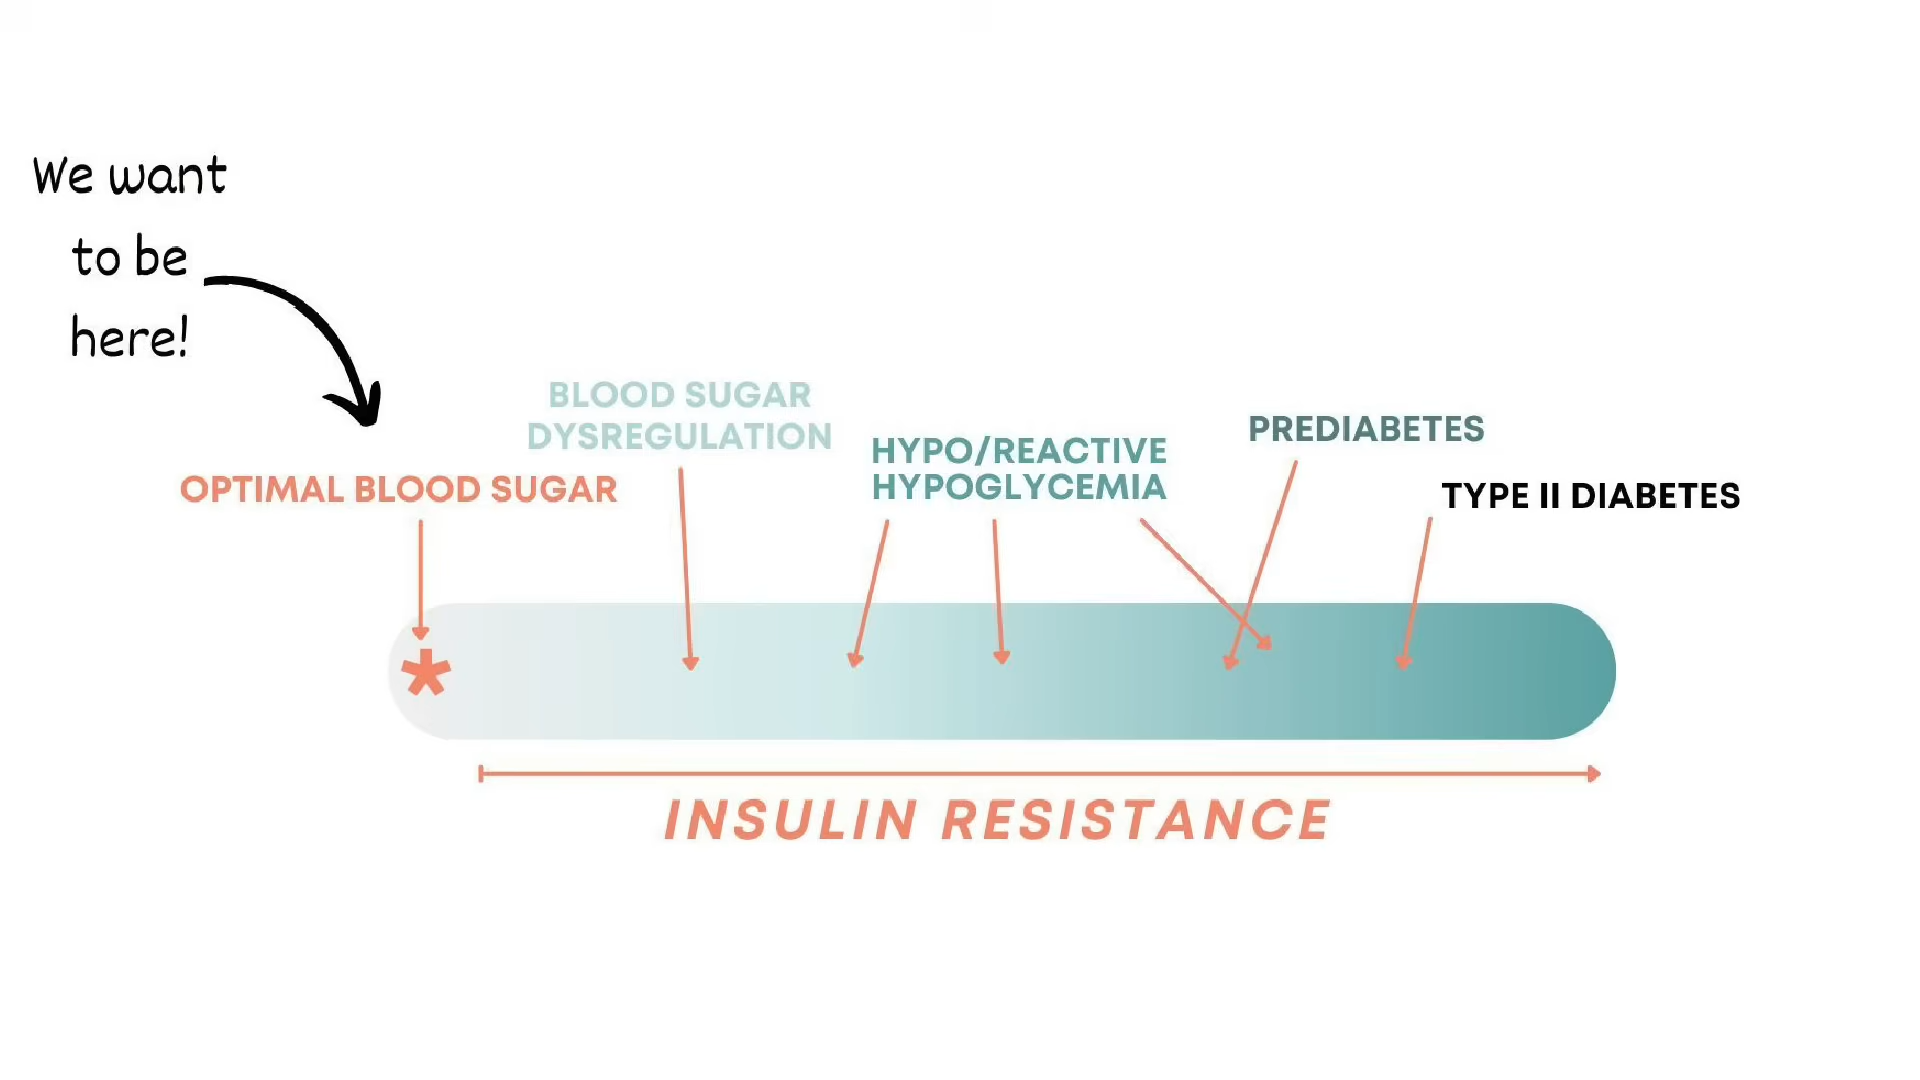 We want
to be
here!
OPTIMAL BLOOD SUGAR
BLOOD SUGAR
DYSREGULATION
HYPO/REACTIVE
HYPOGLYCEMIA
PREDIABETES
TYPE II DIABETES
*
INSULIN RESISTANCE